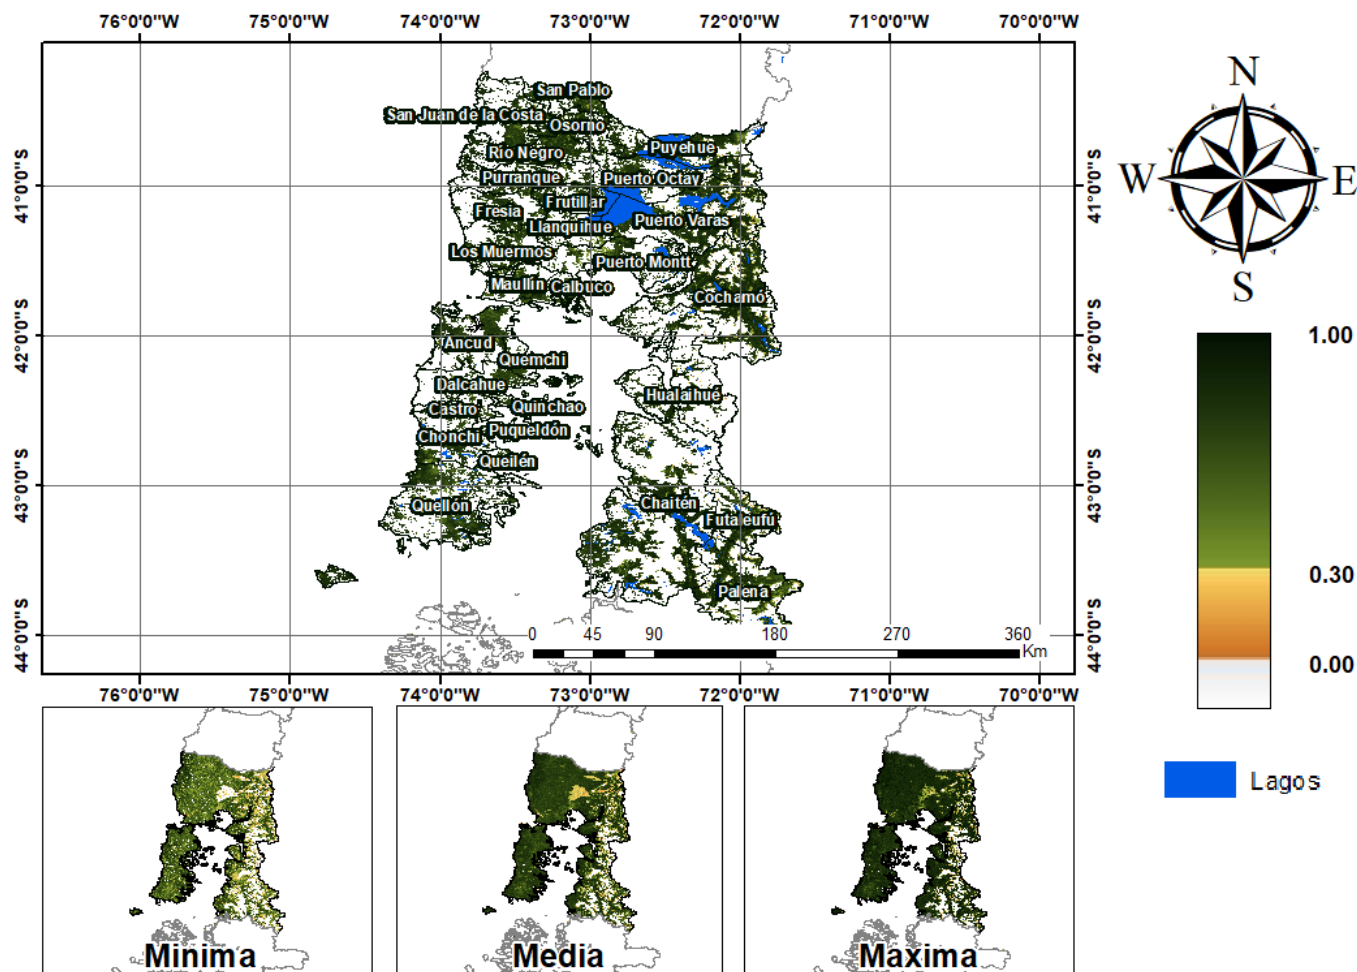 76°0'0"W 75°0'0"W 74°0'0"W 73°0'0"W 72°0'0"W 71°0'0"W 70°0'0"W
41°0'0"S
42°0'0"S
43°0'0"S
44°0'0"S
San Pablo
San Juan de la Costa
Osorno
Puyehue
Río Negro
Purranque
Puerto Octay
Frutillar
Fresia
Puerto Varas
Llanquihue
Los Muermos
Puerto Montt
Maullín
Calbuco
Cochamó
Ancud
Quemchi
Dalcahue
Hualaihué
Castro
Quinchao
Puqueldón
Chonchi
Queilén
Quellón
Chaitén
Futaleufú
Palena
0 45 90 180 270 360
Km
41°0'0"S
42°0'0"S
43°0'0"S
44°0'0"S
76°0'0"W 75°0'0"W 74°0'0"W 73°0'0"W 72°0'0"W 71°0'0"W 70°0'0"W
N
W E
S
1.00
0.30
0.00
Lagos
Minima
Media
Maxima